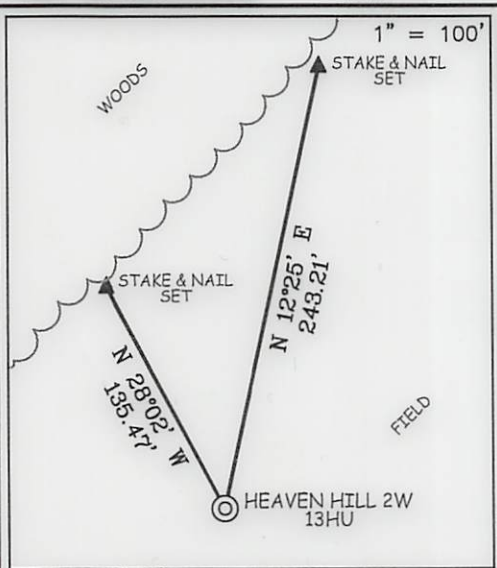 1" = 100'
STAKE & NAIL
SET
WOODS
N 12°25' E
243.21'
STAKE & NAIL
SET
N 28°02' W
135.47'
FIELD
HEAVEN HILL 2W
13HU